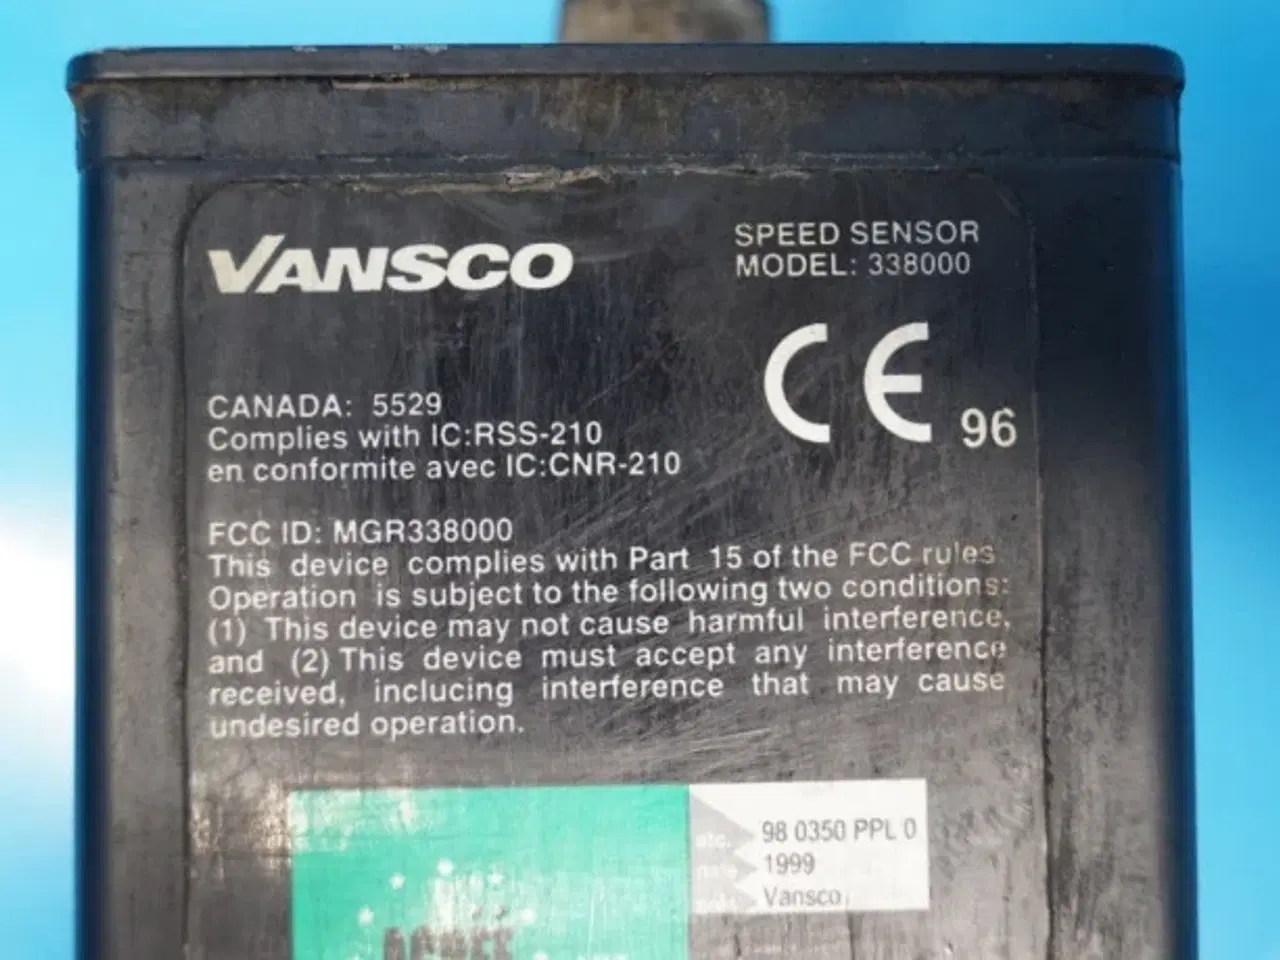 VANSCO
SPEED SENSOR
MODEL: 338000
CE 96
CANADA: 5529
Complies with IC:RSS-210
en conformite avec IC:CNR-210
FCC ID: MGR338000
This device complies with Part 15 of the FCC rules
Operation is subject to the following two conditions:
(1) This device may not cause harmful interference,
and (2) This device must accept any interference
received, inclucing interference that may cause
undesired operation.
98 0350 PPL 0
1999
Vansco